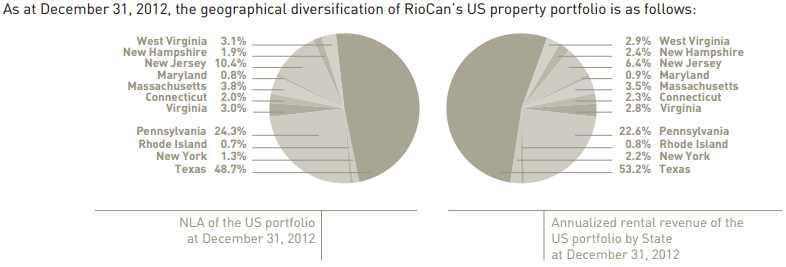 As at December 31, 2012, the geographical diversification of RioCan's US property portfolio is as follows:
West Virginia 3.1%
New Hampshire 1.9%
New Jersey 10.4%
Maryland 0.8%
Massachusetts 3.8%
Connecticut 2.0%
Virginia 3.0%
Pennsylvania 24.3%
Rhode Island 0.7%
New York 1.3%
Texas 48.7%
NLA of the US portfolio
at December 31, 2012
2.9% West Virginia
2.4% New Hampshire
6.4% New Jersey
0.9% Maryland
3.5% Massachusetts
2.3% Connecticut
2.8% Virginia
22.6% Pennsylvania
0.8% Rhode Island
2.2% New York
53.2% Texas
Annualized rental revenue of the
US portfolio by State
at December 31, 2012